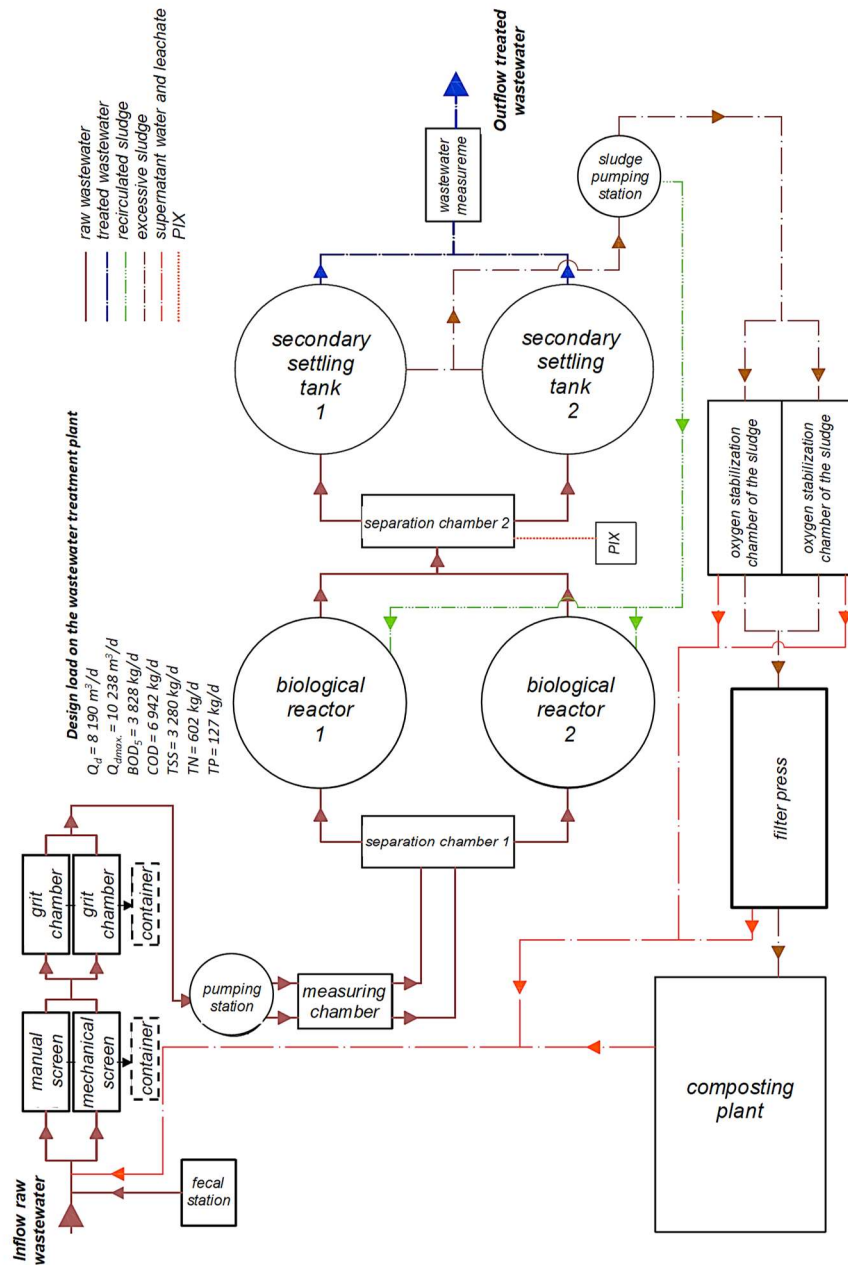 Inflow raw
wastewater
fecal
station
manual
screen
mechanical
screen
container
grit
chamber
grit
chamber
container
pumping
station
measuring
chamber
Design load on the wastewater treatment plant
Qd = 8 190 m³/d
Qdmax. = 10 238 m³/d
BOD₅ = 3 828 kg/d
COD = 6 942 kg/d
TSS = 3 280 kg/d
TN = 602 kg/d
TP = 127 kg/d
separation chamber 1
biological
reactor
1
biological
reactor
2
separation chamber 2
PIX
secondary
settling
tank
1
secondary
settling
tank
2
wastewater
measureme
Outflow treated
wastewater
raw wastewater
treated wastewater
recirculated sludge
excessive sludge
supernatant water and leachate
PIX
sludge
pumping
station
oxygen stabilization
chamber of the sludge
oxygen stabilization
chamber of the sludge
filter press
composting
plant